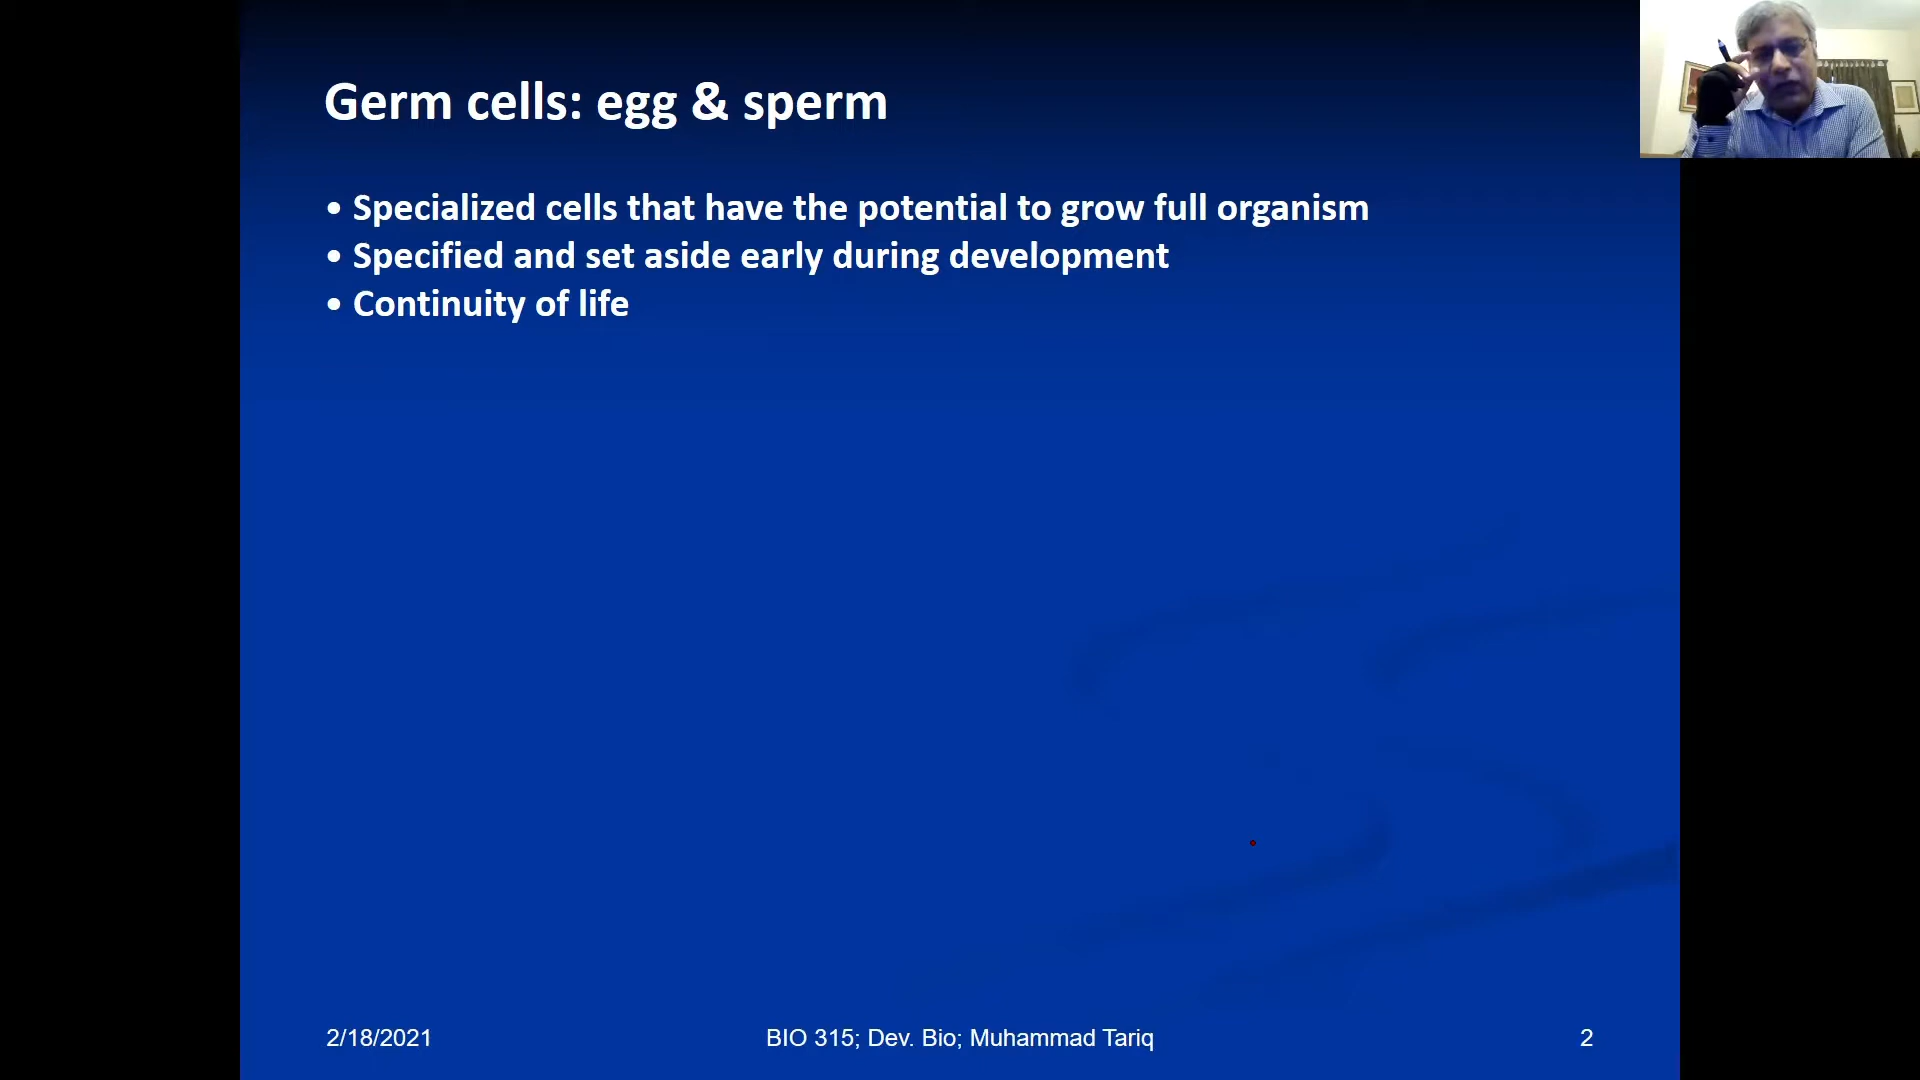 Germ cells: egg & sperm
• Specialized cells that have the potential to grow full organism
• Specified and set aside early during development
• Continuity of life
2/18/2021
BIO 315; Dev. Bio; Muhammad Tariq
2